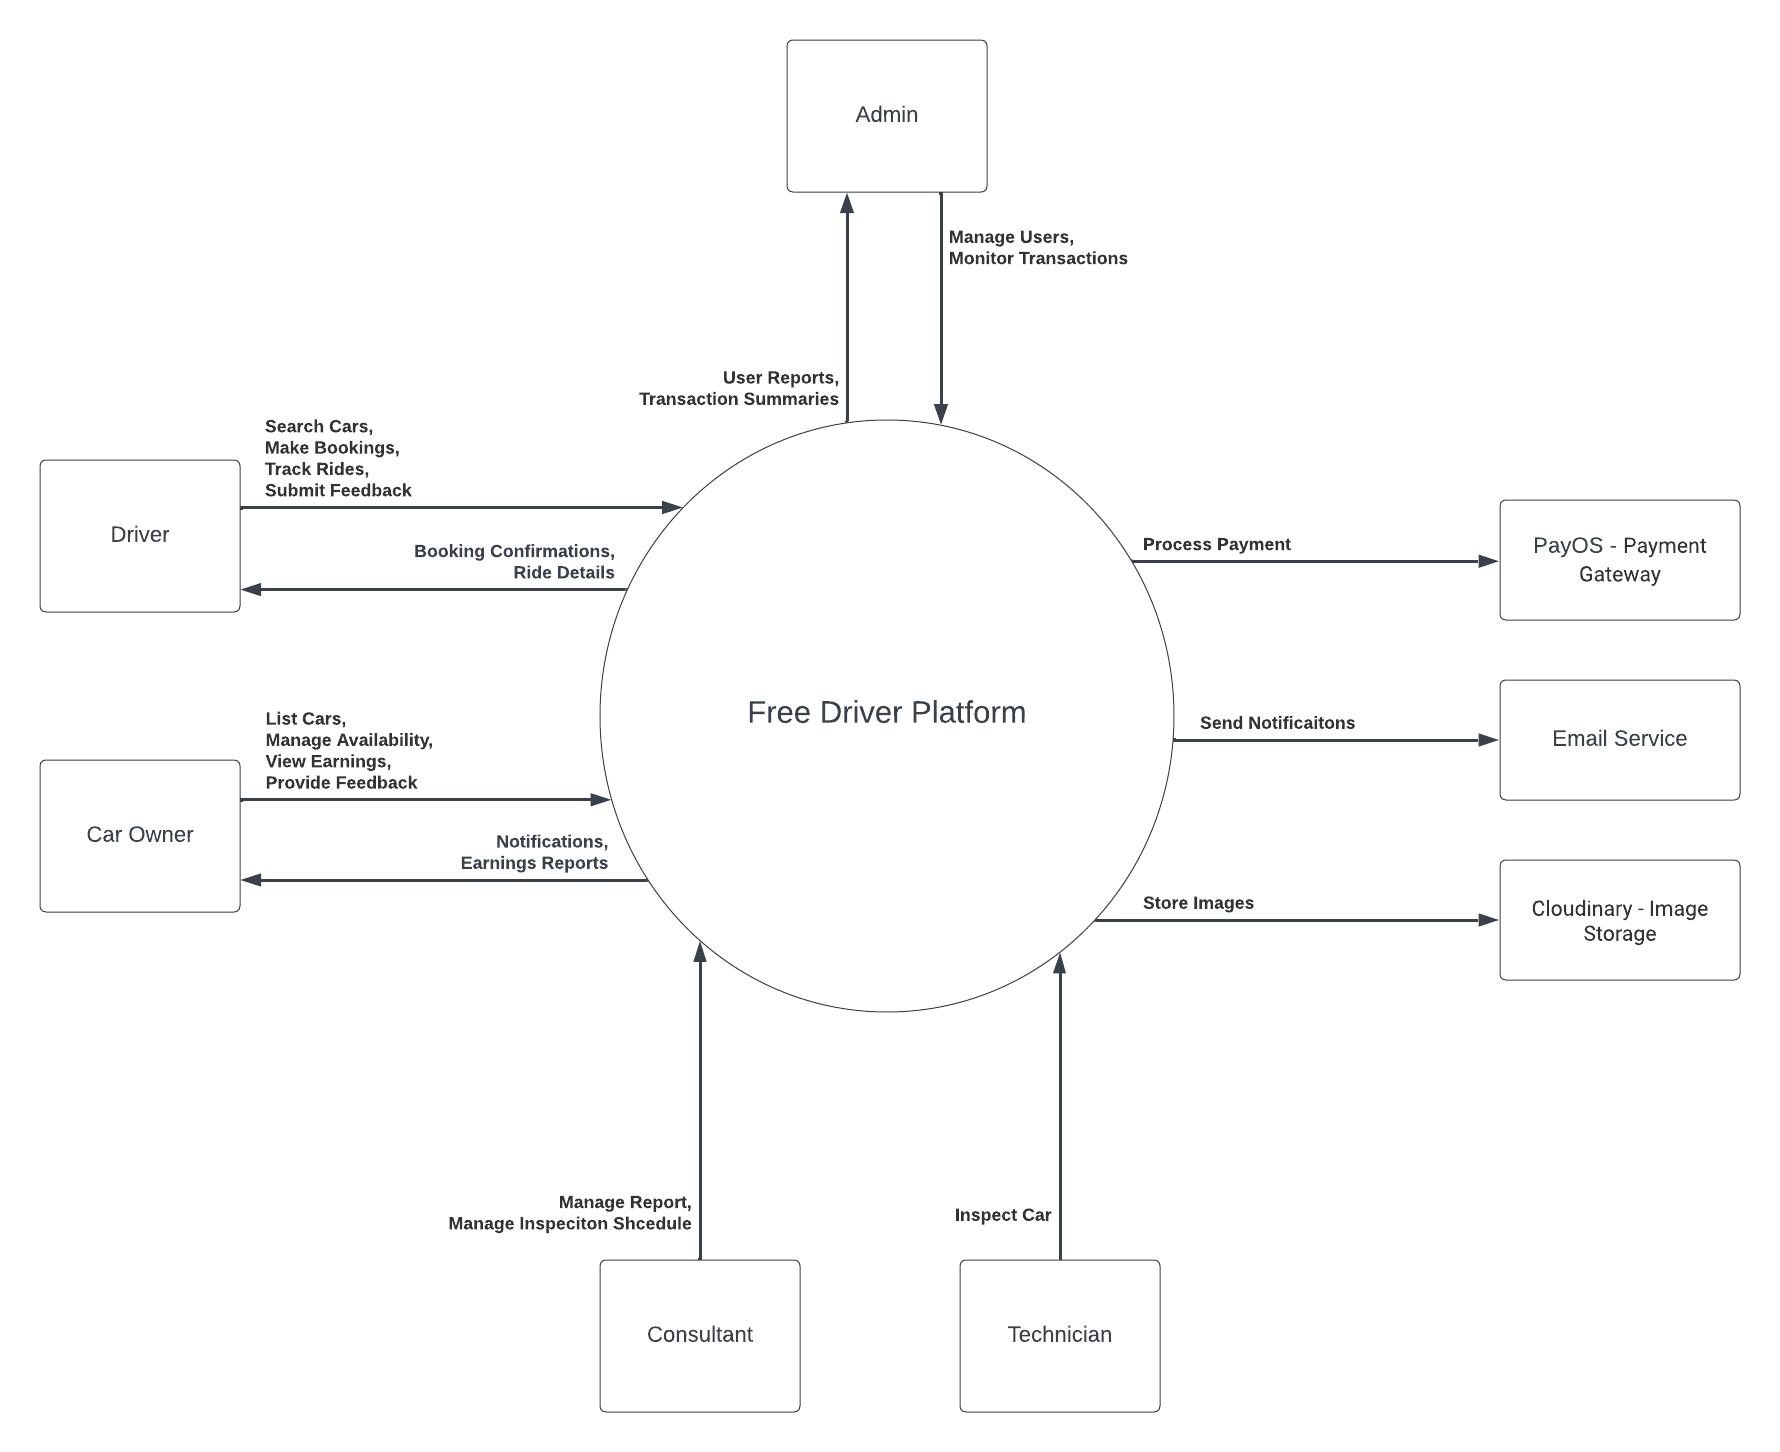 Admin
Manage Users,
Monitor Transactions
User Reports,
Transaction Summaries
Search Cars,
Make Bookings,
Track Rides,
Submit Feedback
Driver
Booking Confirmations,
Ride Details
Process Payment
PayOS - Payment
Gateway
Free Driver Platform
Send Notificaitons
Email Service
List Cars,
Manage Availability,
View Earnings,
Provide Feedback
Car Owner
Notifications,
Earnings Reports
Store Images
Cloudinary - Image
Storage
Manage Report,
Manage Inspeciton Shcedule
Inspect Car
Consultant
Technician